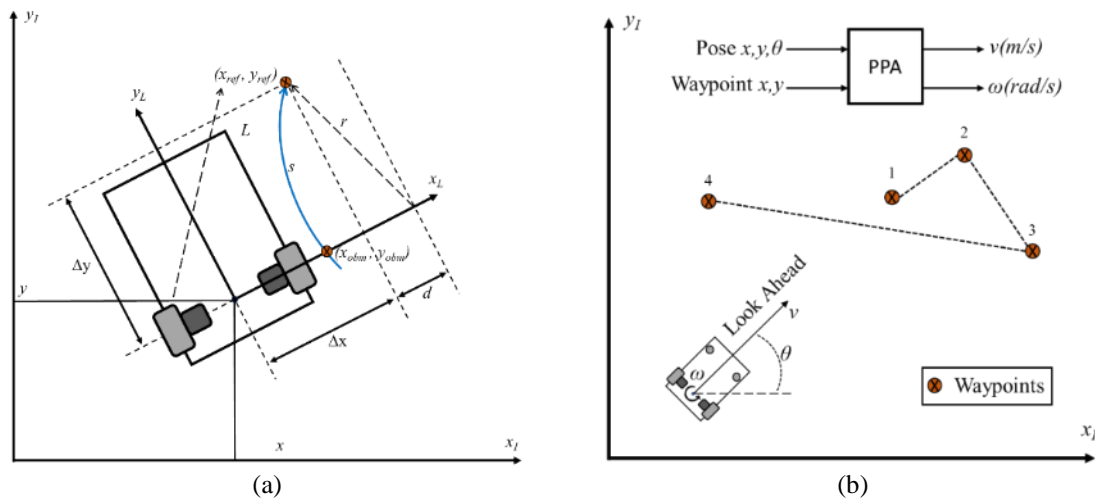 y_I
(x_ref, y_ref)
y_L
L
r
s
x_L
(x_obm, y_obm)
Δy
d
y
Δx
x
x_I
(a)
y_I
Pose x,y,θ
Waypoint x,y
PPA
v(m/s)
ω(rad/s)
2
1
4
3
Look Ahead
v
θ
ω
Waypoints
x_I
(b)